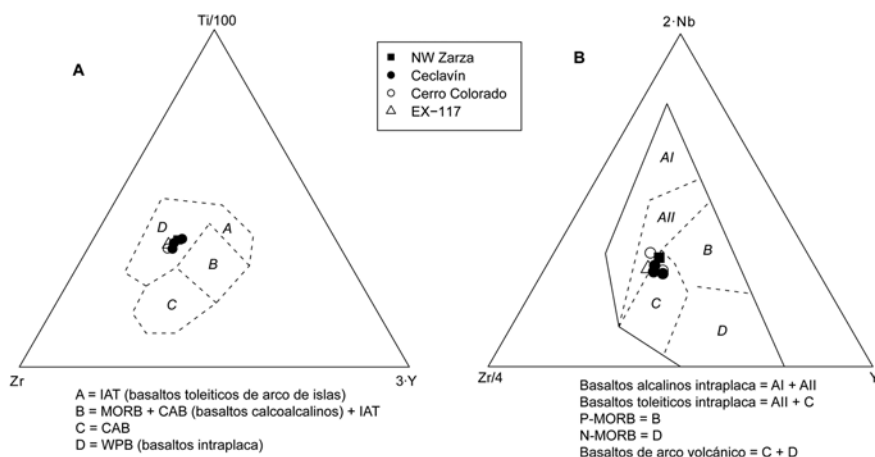 Ti/100
A
D
A
B
C
Zr
3·Y
A = IAT (basaltos toleiticos de arco de islas)
B = MORB + CAB (basaltos calcoalcalinos) + IAT
C = CAB
D = WPB (basaltos intraplaca)
NW Zarza
Ceclavín
Cerro Colorado
EX−117
2·Nb
B
AI
AII
B
C
D
Zr/4
Y
Basaltos alcalinos intraplaca = AI + AII
Basaltos toleiticos intraplaca = AII + C
P-MORB = B
N-MORB = D
Basaltos de arco volcánico = C + D